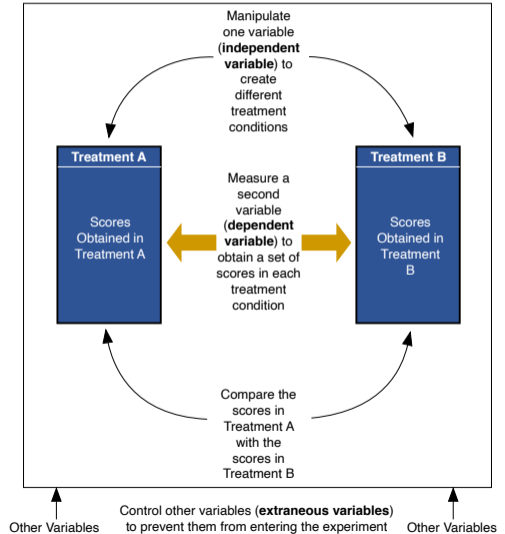 Manipulate
one variable
(independent
variable) to
create
different
treatment
conditions
Treatment A
Scores
Obtained in
Treatment A
Measure a
second
variable
(dependent
variable) to
obtain a set of
scores in each
treatment
condition
Treatment B
Scores
Obtained in
Treatment
B
Compare the
scores in
Treatment A
with the
scores in
Treatment B
Other Variables
Control other variables (extraneous variables)
to prevent them from entering the experiment
Other Variables